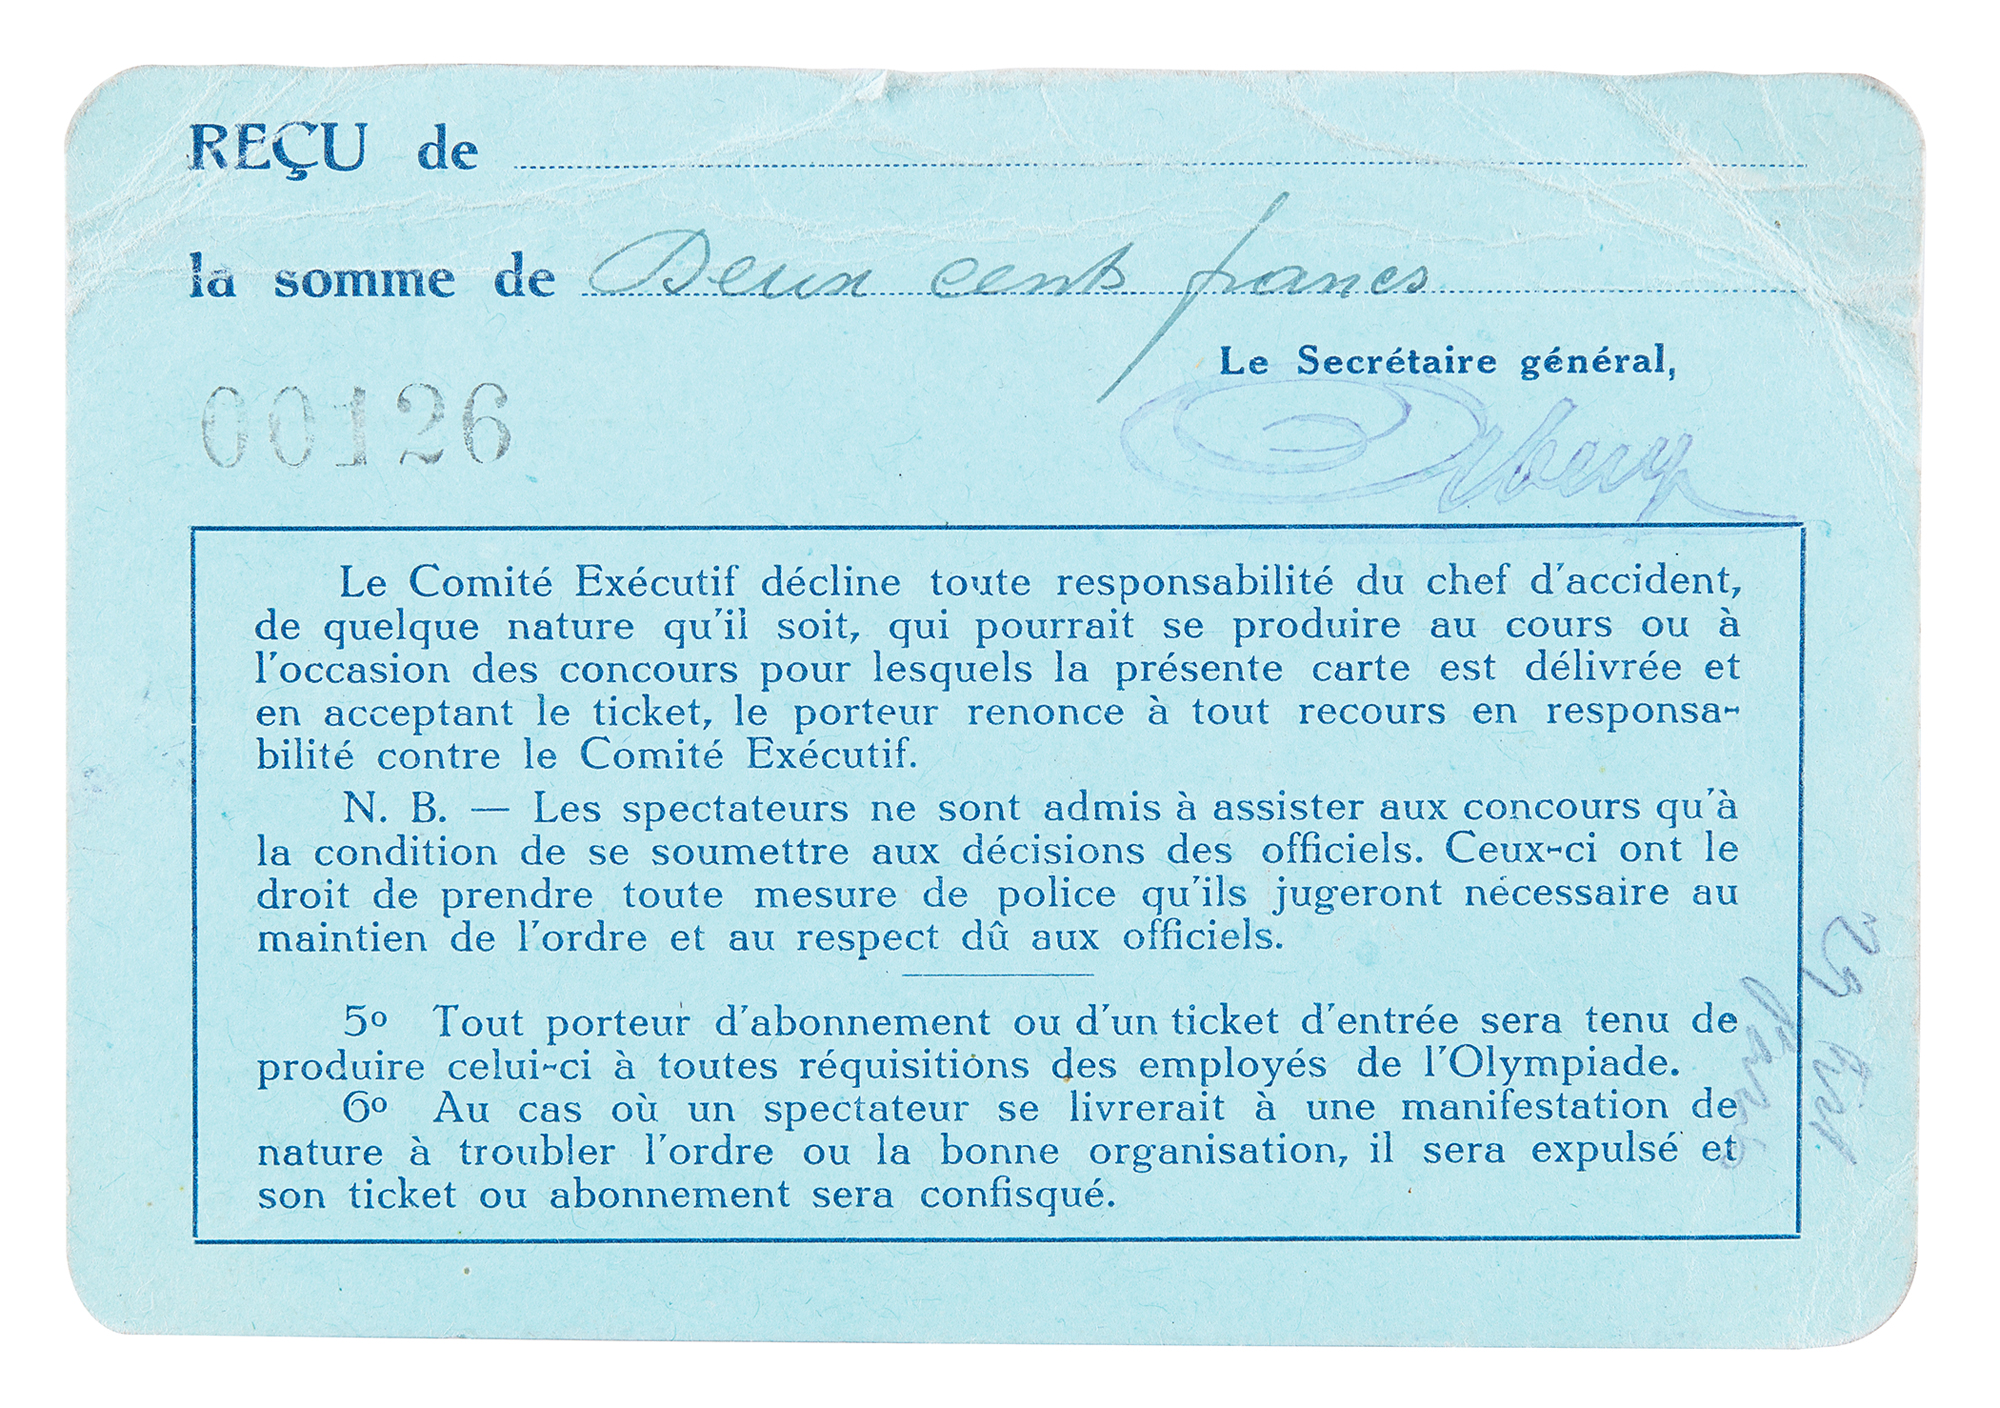 REÇU de
la somme de Deux cents francs
Le Secrétaire général,
00126
Le Comité Exécutif décline toute responsabilité du chef d'accident,
de quelque nature qu'il soit, qui pourrait se produire au cours ou à
l'occasion des concours pour lesquels la présente carte est délivrée et
en acceptant le ticket, le porteur renonce à tout recours en responsa-
bilité contre le Comité Exécutif.
N. B. — Les spectateurs ne sont admis à assister aux concours qu'à
la condition de se soumettre aux décisions des officiels. Ceux-ci ont le
droit de prendre toute mesure de police qu'ils jugeront nécessaire au
maintien de l'ordre et au respect dû aux officiels.
5º Tout porteur d'abonnement ou d'un ticket d'entrée sera tenu de
produire celui-ci à toutes réquisitions des employés de l'Olympiade.
6º Au cas où un spectateur se livrerait à une manifestation de
nature à troubler l'ordre ou la bonne organisation, il sera expulsé et
son ticket ou abonnement sera confisqué.